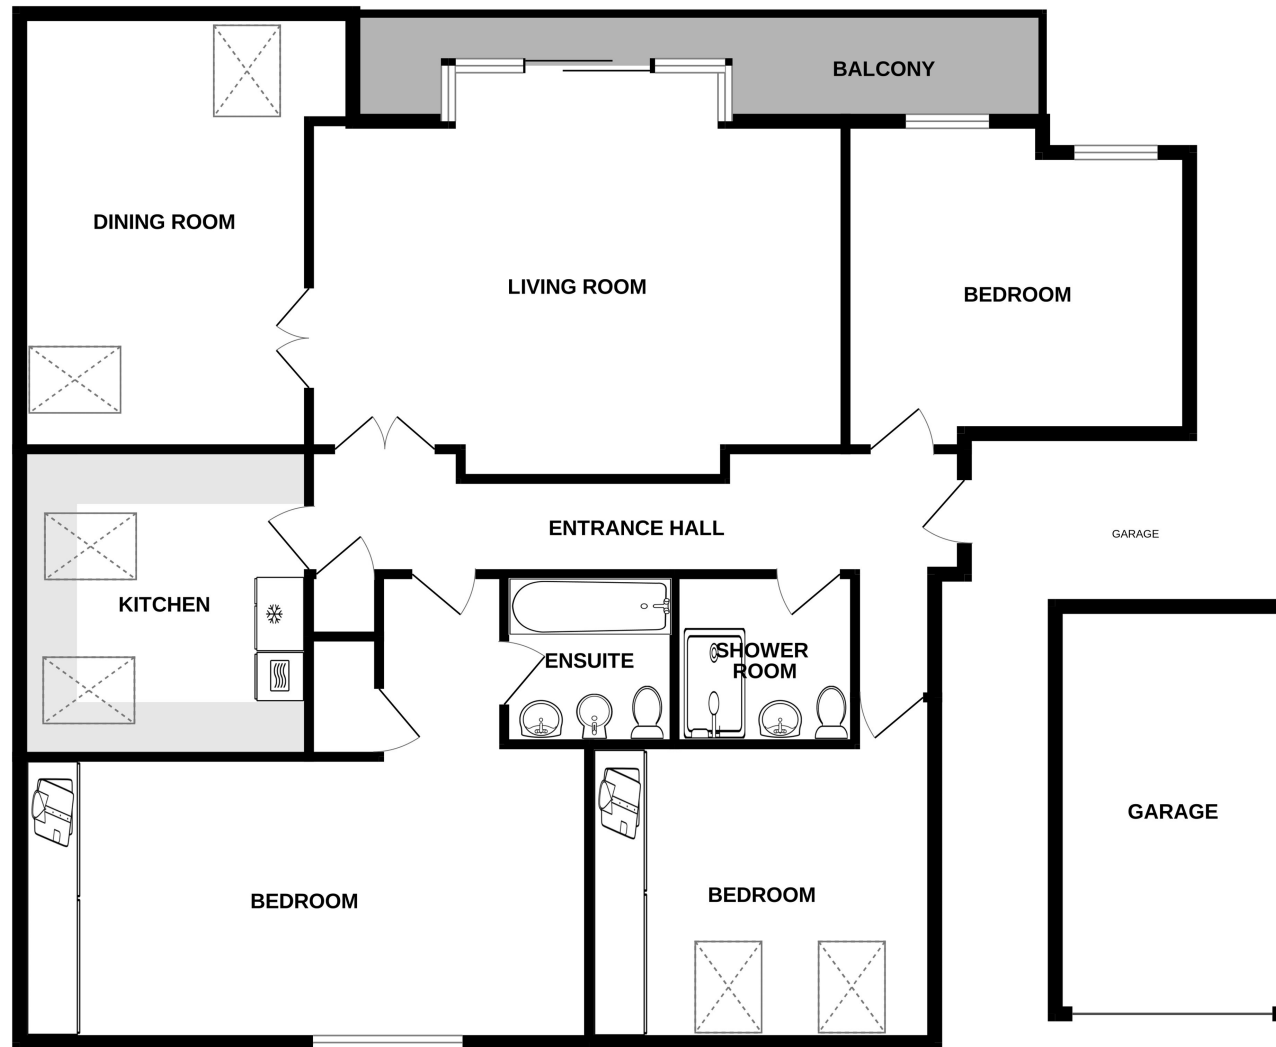 BALCONY
DINING ROOM
LIVING ROOM
BEDROOM
ENTRANCE HALL
GARAGE
KITCHEN
ENSUITE
SHOWER
ROOM
GARAGE
BEDROOM
BEDROOM